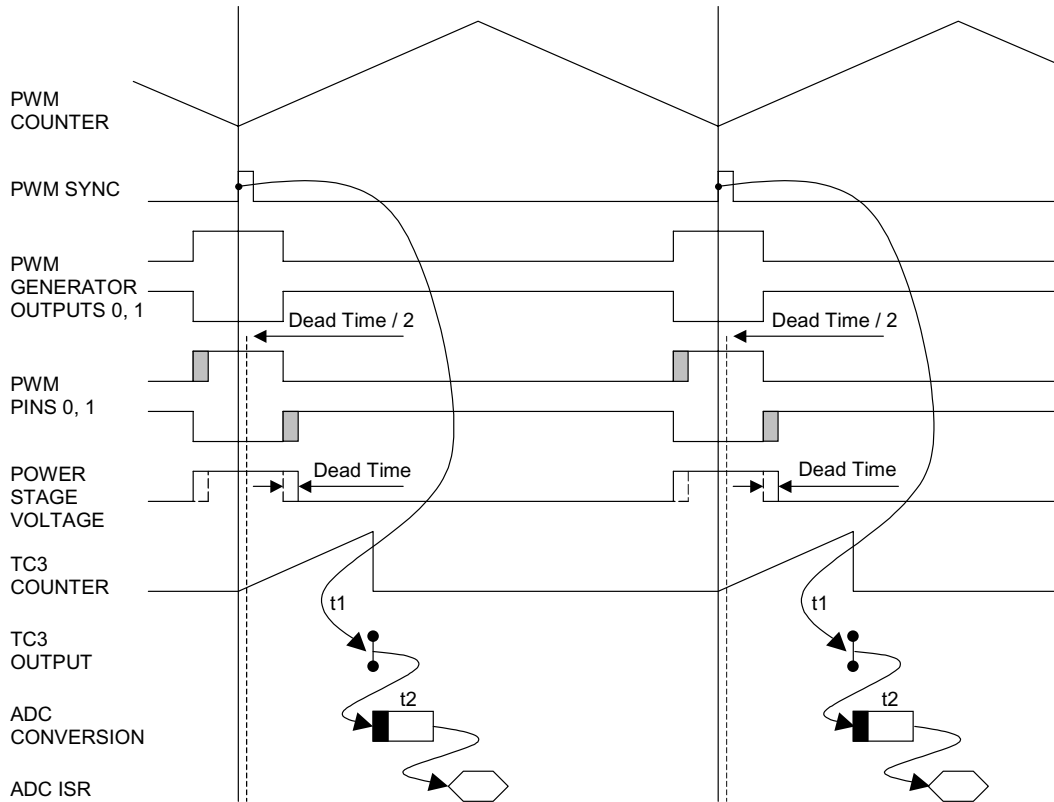 PWM
COUNTER
PWM SYNC
PWM
GENERATOR
OUTPUTS 0, 1
Dead Time / 2
Dead Time / 2
PWM
PINS 0, 1
POWER
STAGE
VOLTAGE
Dead Time
Dead Time
TC3
COUNTER
t1
t1
TC3
OUTPUT
t2
t2
ADC
CONVERSION
ADC ISR